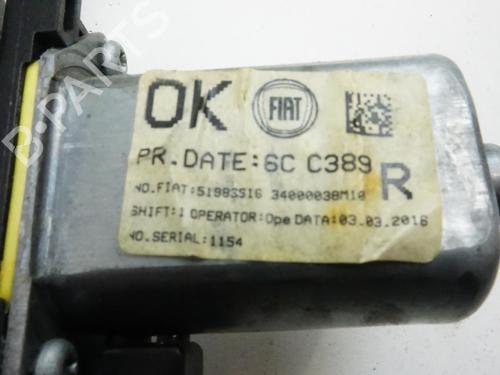 OK FIAT
PR.DATE:6C C389
NO.FIAT:51983516 34000038M10 R
SHIFT:1 OPERATOR:Ope DATA:03.03.2016
NO.SERIAL:1154
B-PARTS